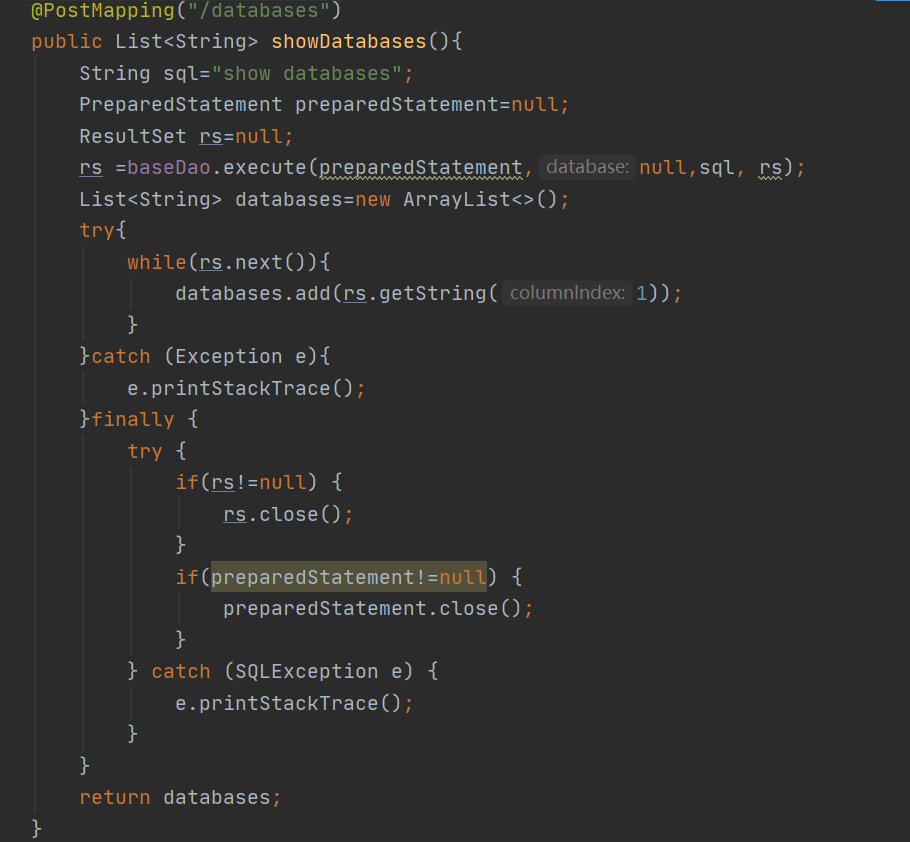 @PostMapping("/databases")
public List<String> showDatabases(){
    String sql="show databases";
    PreparedStatement preparedStatement=null;
    ResultSet rs=null;
    rs =baseDao.execute(preparedStatement, database: null,sql, rs);
    List<String> databases=new ArrayList<>();
    try{
        while(rs.next()){
            databases.add(rs.getString( columnIndex: 1));
        }
    }catch (Exception e){
        e.printStackTrace();
    }finally {
        try {
            if(rs!=null) {
                rs.close();
            }
            if(preparedStatement!=null) {
                preparedStatement.close();
            }
        } catch (SQLException e) {
            e.printStackTrace();
        }
    }
    return databases;
}